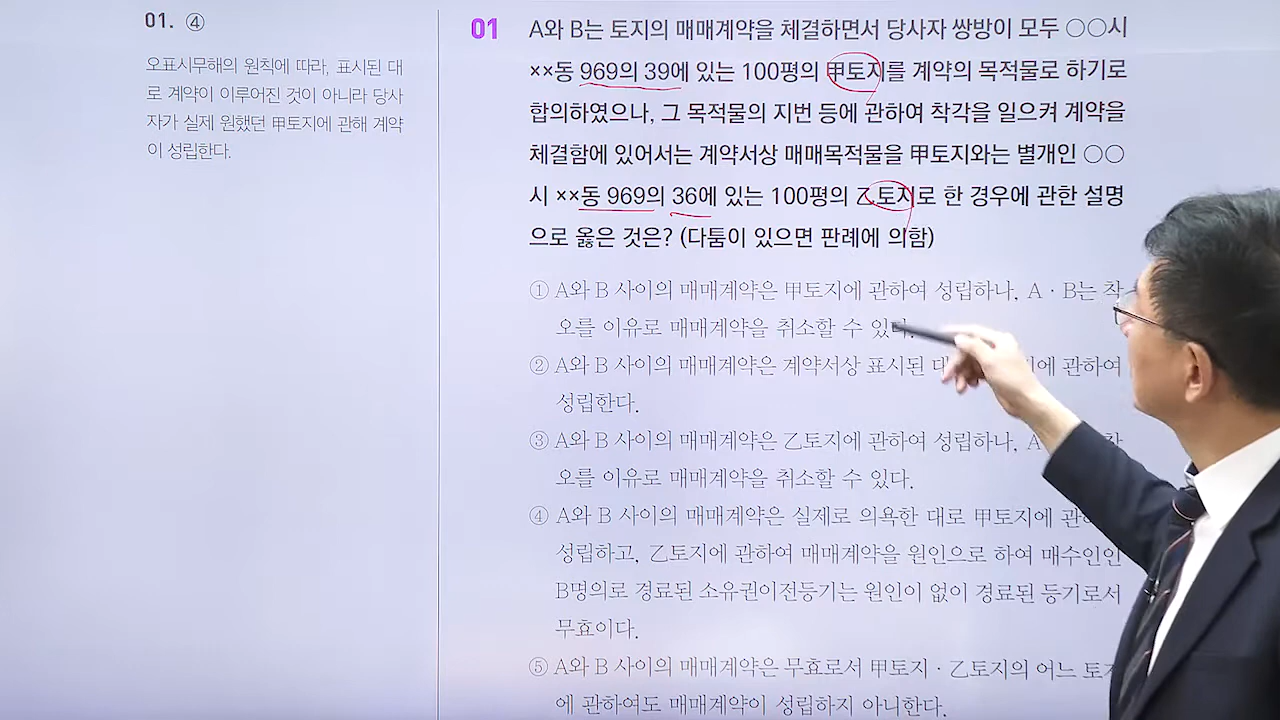 01. ④
오표시무해의 원칙에 따라, 표시된 대
로 계약이 이루어진 것이 아니라 당사
자가 실제 원했던 甲토지에 관해 계약
이 성립한다.
01 A와 B는 토지의 매매계약을 체결하면서 당사자 쌍방이 모두 ○○시
××동 969의 39에 있는 100평의 甲토지를 계약의 목적물로 하기로
합의하였으나, 그 목적물의 지번 등에 관하여 착각을 일으켜 계약을
체결함에 있어서는 계약서상 매매목적물을 甲토지와는 별개인 ○○
시 ××동 969의 36에 있는 100평의 乙토지로 한 경우에 관한 설명
으로 옳은 것은? (다툼이 있으면 판례에 의함)
① A와 B 사이의 매매계약은 甲토지에 관하여 성립하나, A · B는 착
오를 이유로 매매계약을 취소할 수 있다.
② A와 B 사이의 매매계약은 계약서상 표시된 에 관하여
성립한다.
③ A와 B 사이의 매매계약은 乙토지에 관하여 성립하나, 착
오를 이유로 매매계약을 취소할 수 있다.
④ A와 B 사이의 매매계약은 실제로 의욕한 대로 甲토지에
성립하고, 乙토지에 관하여 매매계약을 원인으로 하여 매수인인
B명의로 경료된 소유권이전등기는 원인이 없이 경료된 등기로서
무효이다.
⑤ A와 B 사이의 매매계약은 무효로서 甲토지 · 乙토지의 어느
에 관하여도 매매계약이 성립하지 아니한다.